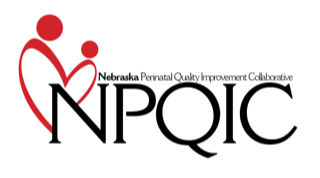 Nebraska Perinatal Quality Improvement Collaborative
NPQIC